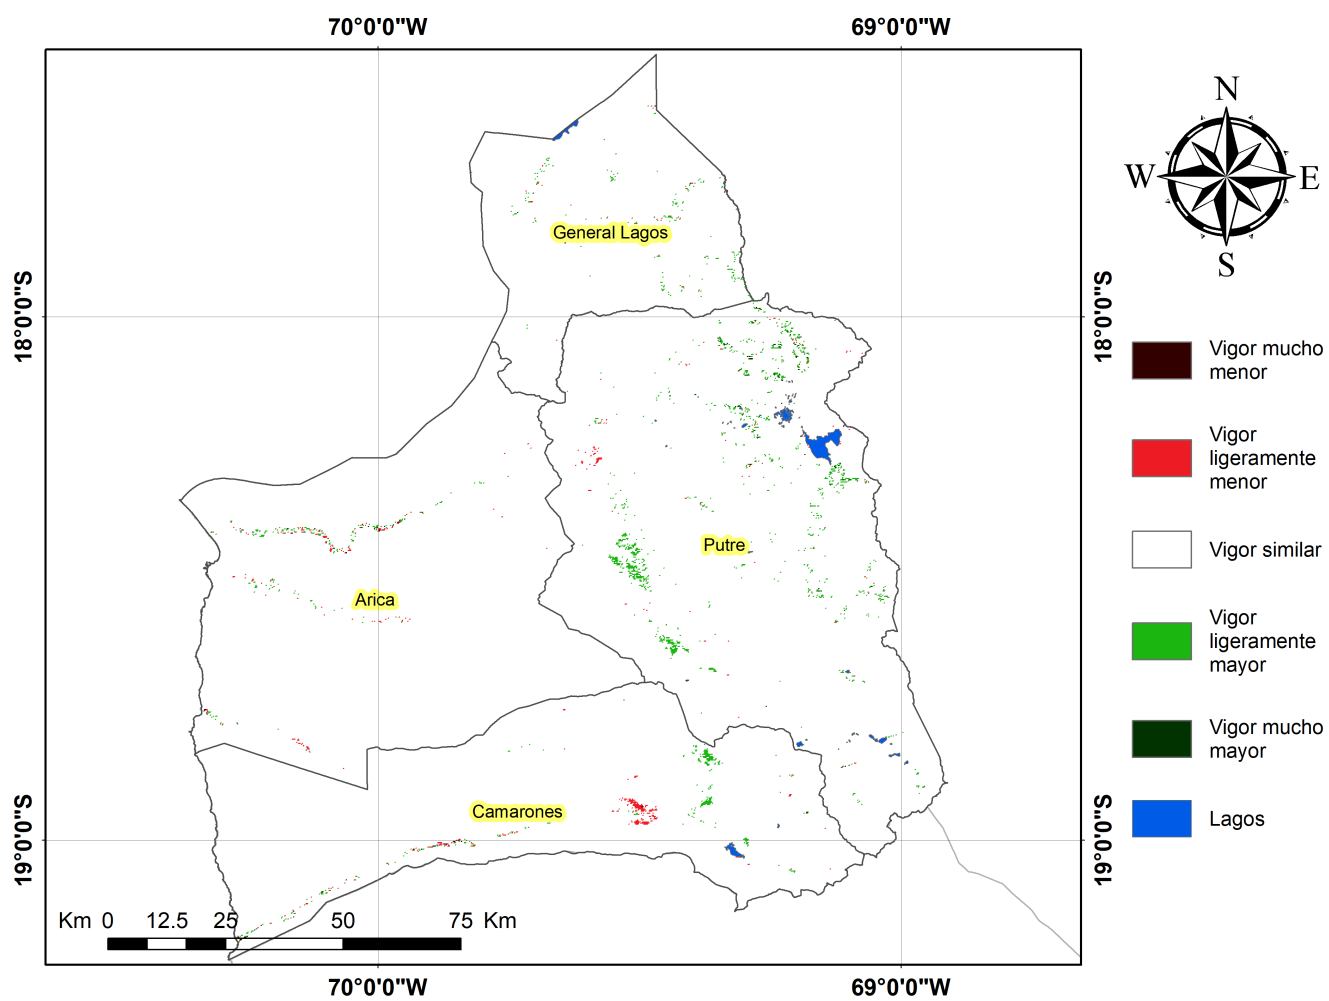 70°0'0"W
69°0'0"W
N
W
E
S
General Lagos
18°0'0"S
18°0'0"S
Vigor mucho
menor
Vigor
ligeramente
menor
Vigor similar
Putre
Arica
Vigor
ligeramente
mayor
Vigor mucho
mayor
Camarones
Lagos
19°0'0"S
19°0'0"S
Km 0 12.5 25 50 75 Km
70°0'0"W
69°0'0"W